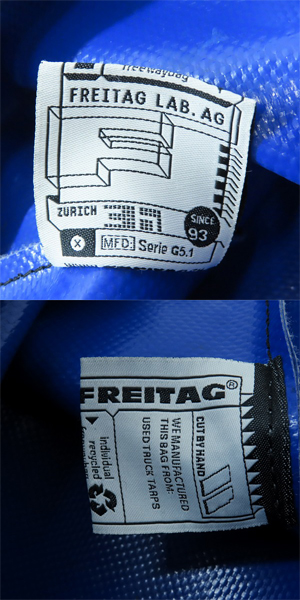 freewaybag
FREITAG LAB. AG
F
ZURICH 37
SINCE
93
X MFD: Serie G5.1
FREITAG®
CUT BY HAND
WE MANUFACTURED
THIS BAG FROM:
USED TRUCK TARPS
individual
recycled